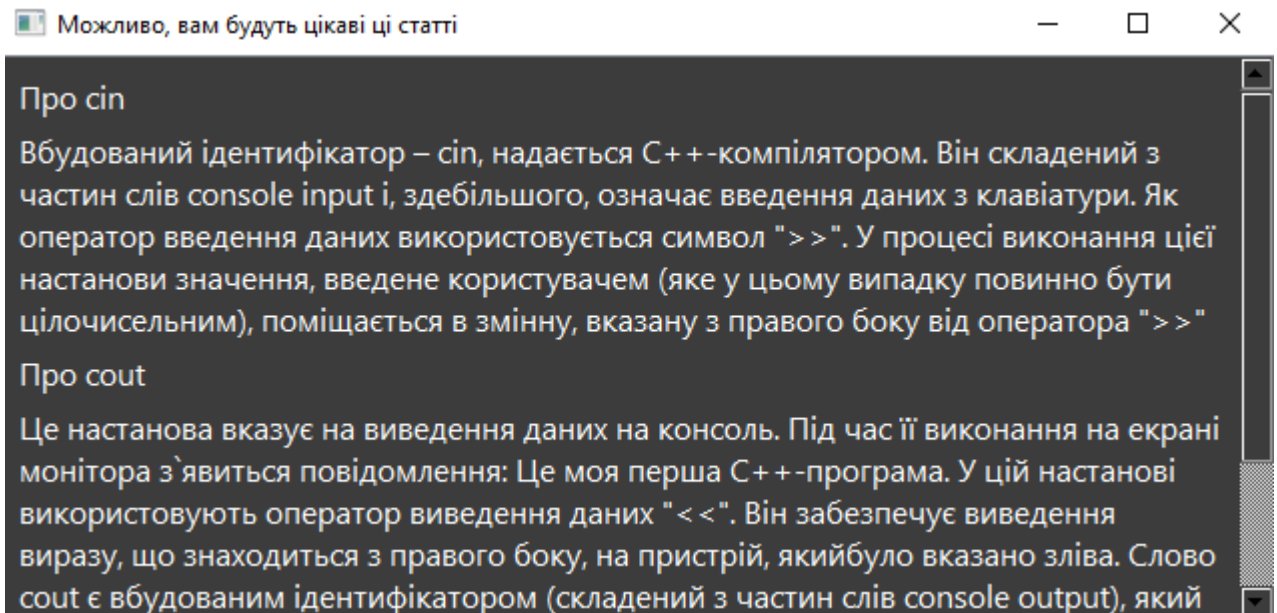 Можливо, вам будуть цікаві ці статті
Про cin
Вбудований ідентифікатор – cin, надається C++-компілятором. Він складений з
частин слів console input і, здебільшого, означає введення даних з клавіатури. Як
оператор введення даних використовується символ ">>". У процесі виконання цієї
настанови значення, введене користувачем (яке у цьому випадку повинно бути
цілочисельним), поміщається в змінну, вказану з правого боку від оператора ">>"
Про cout
Це настанова вказує на виведення даних на консоль. Під час її виконання на екрані
монітора з`явиться повідомлення: Це моя перша C++-програма. У цій настанові
використовують оператор виведення даних "<<". Він забезпечує виведення
виразу, що знаходиться з правого боку, на пристрій, якийбуло вказано зліва. Слово
cout є вбудованим ідентифікатором (складений з частин слів console output), який